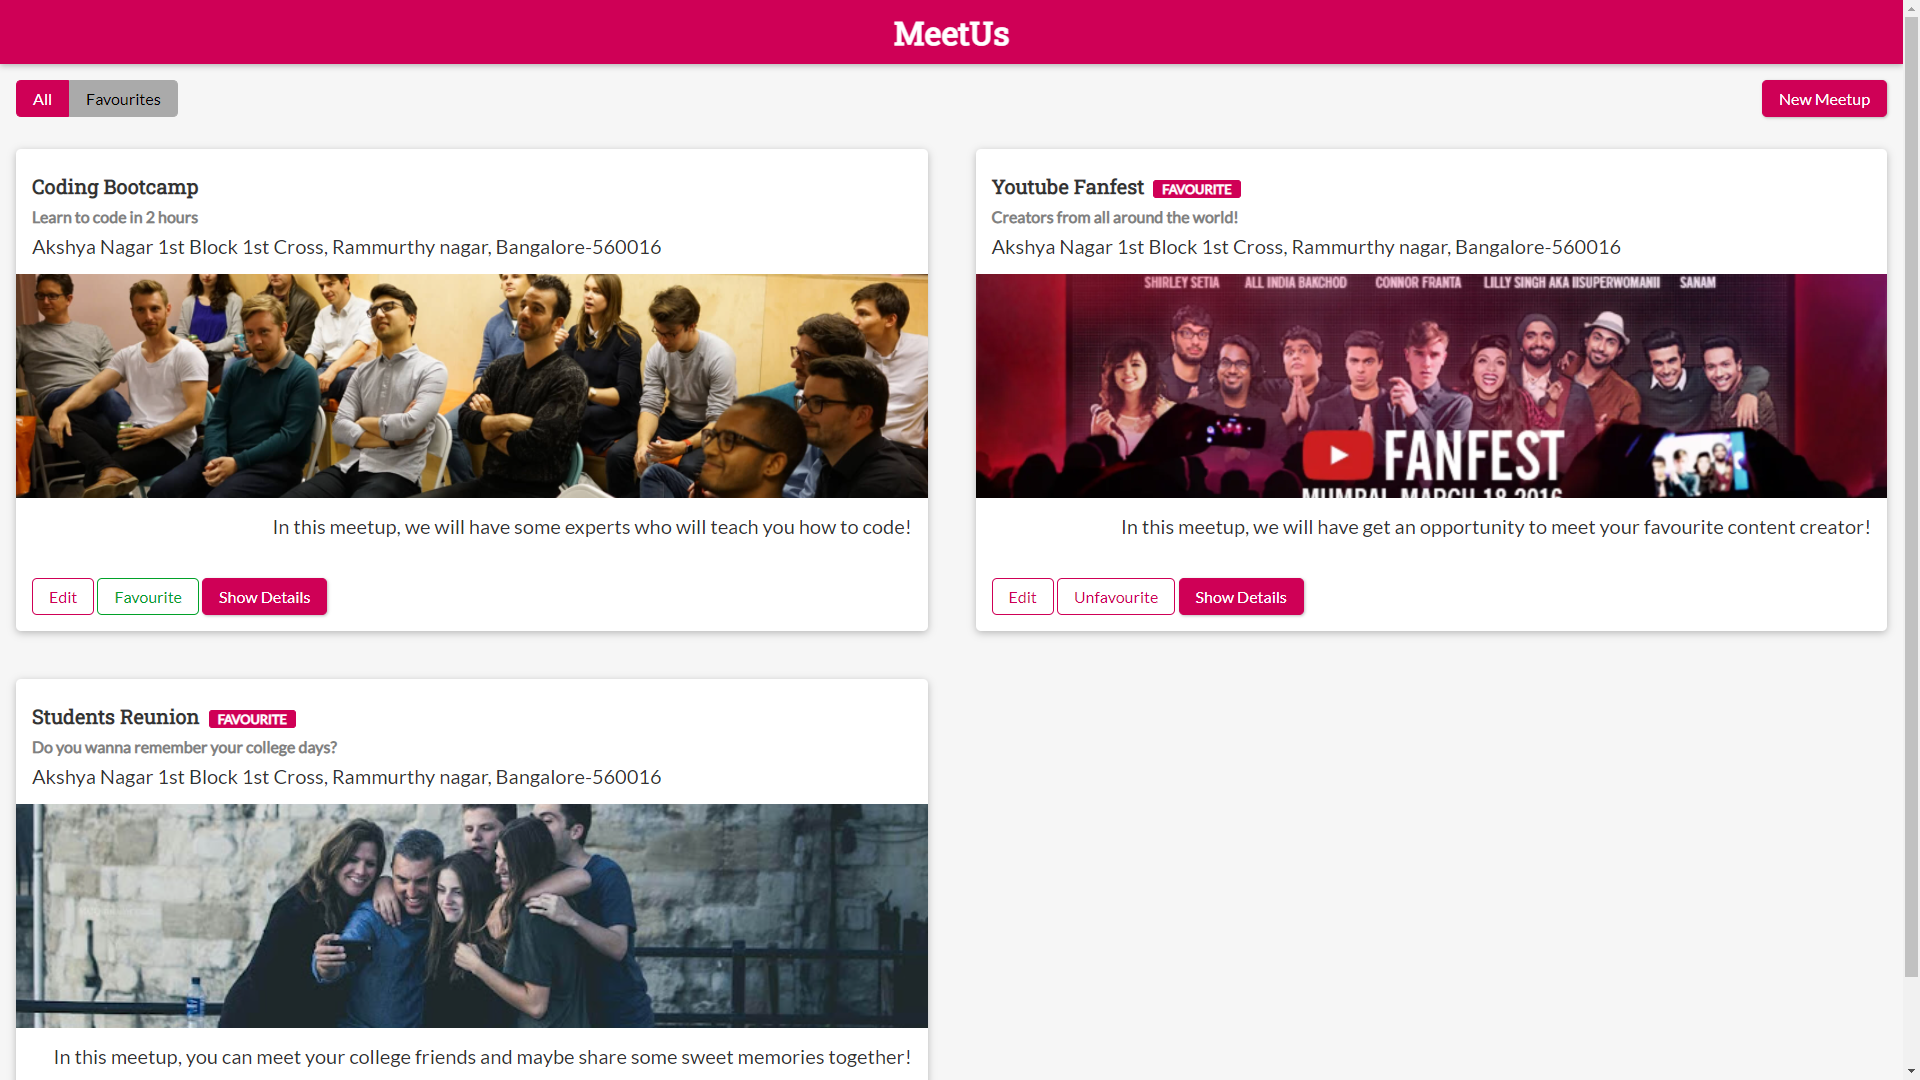 MeetUs
All
Favourites
New Meetup
Coding Bootcamp
Learn to code in 2 hours
Akshya Nagar 1st Block 1st Cross, Rammurthy nagar, Bangalore-560016
In this meetup, we will have some experts who will teach you how to code!
Edit
Favourite
Show Details
Youtube Fanfest FAVOURITE
Creators from all around the world!
Akshya Nagar 1st Block 1st Cross, Rammurthy nagar, Bangalore-560016
SHIRLEY SETIA ALL INDIA BAKCHOD CONNOR FRANTA LILLY SINGH AKA IISUPERWOMANII SANAM
FANFEST
MUMBAI, MARCH 18 2016
In this meetup, we will have get an opportunity to meet your favourite content creator!
Edit
Unfavourite
Show Details
Students Reunion FAVOURITE
Do you wanna remember your college days?
Akshya Nagar 1st Block 1st Cross, Rammurthy nagar, Bangalore-560016
In this meetup, you can meet your college friends and maybe share some sweet memories together!